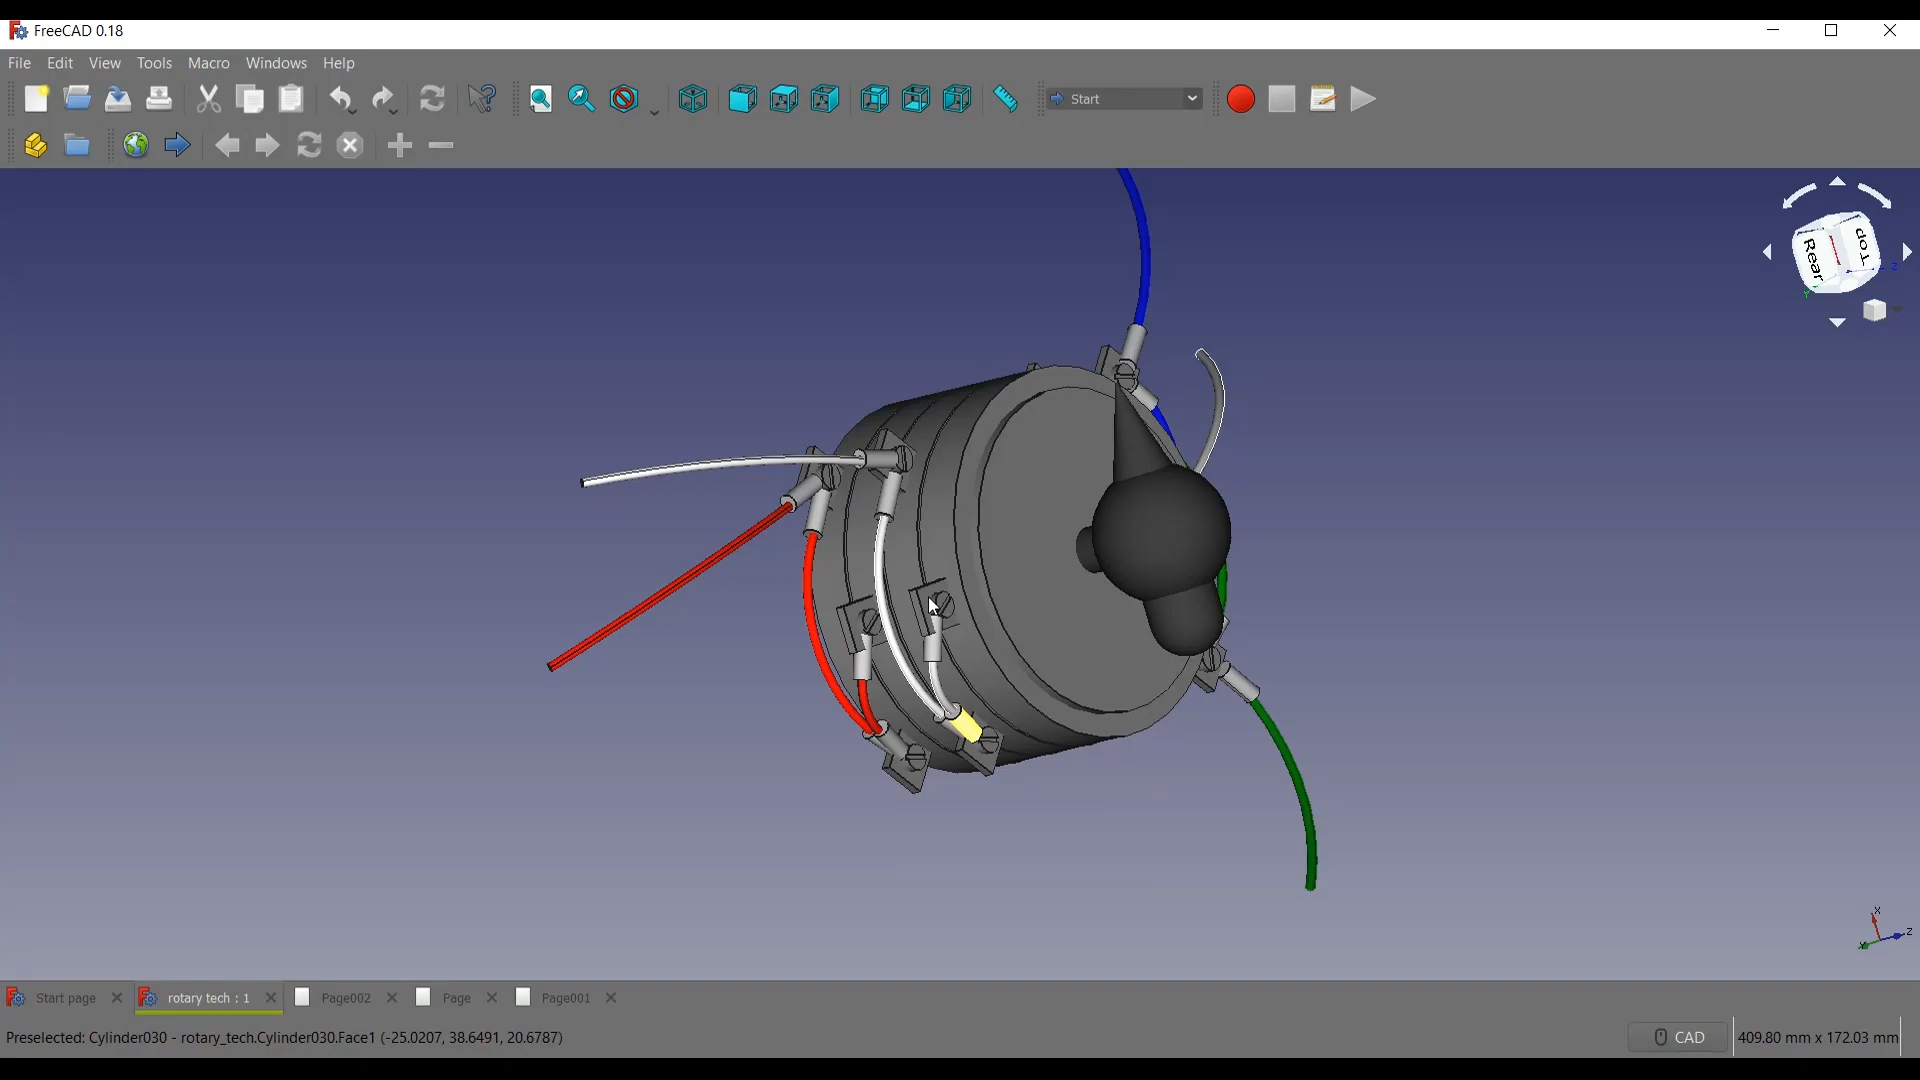 FreeCAD 0.18
File Edit View Tools Macro Windows Help
Start
Rear
Top
Z
Y
X
Z
Y
Start page
rotary tech : 1
Page002
Page
Page001
Preselected: Cylinder030 - rotary_tech.Cylinder030.Face1 (-25.0207, 38.6491, 20.6787)
CAD
409.80 mm x 172.03 mm